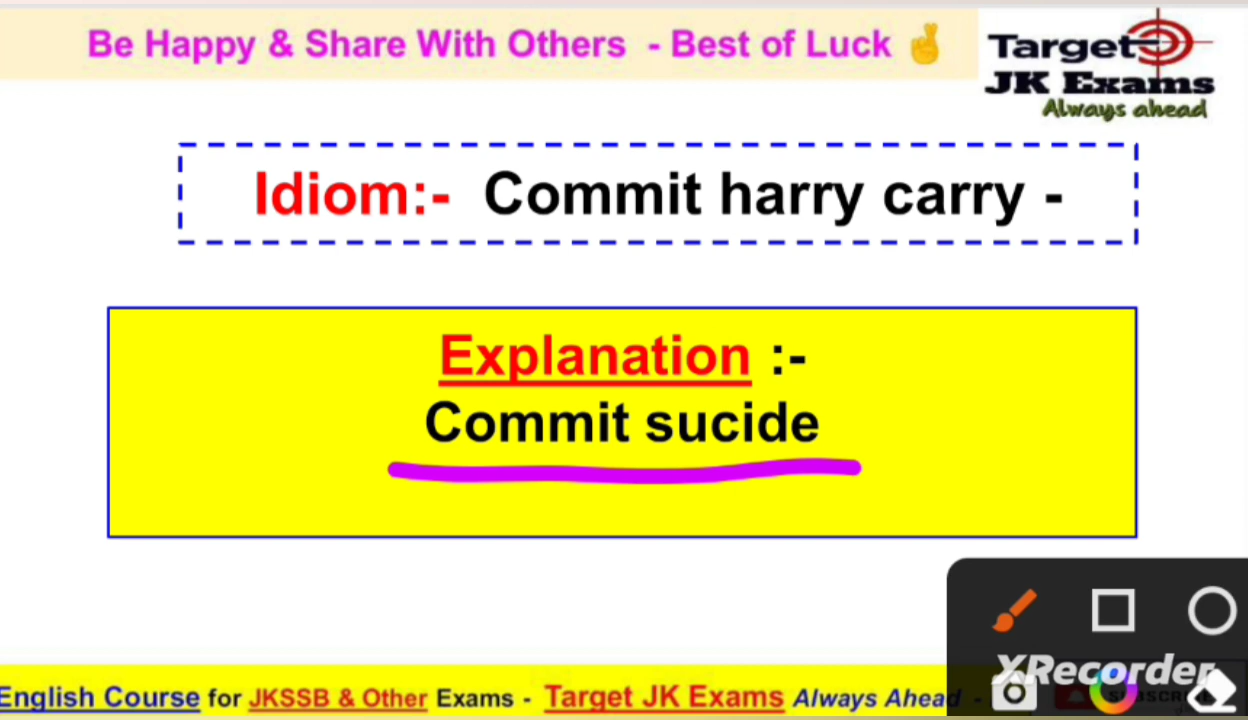 Be Happy & Share With Others - Best of Luck ✌
Target
JK Exams
Always ahead
Idiom:- Commit harry carry -
Explanation :-
Commit sucide
XRecorder
English Course for JKSSB & Other Exams - Target JK Exams Always Ahead -